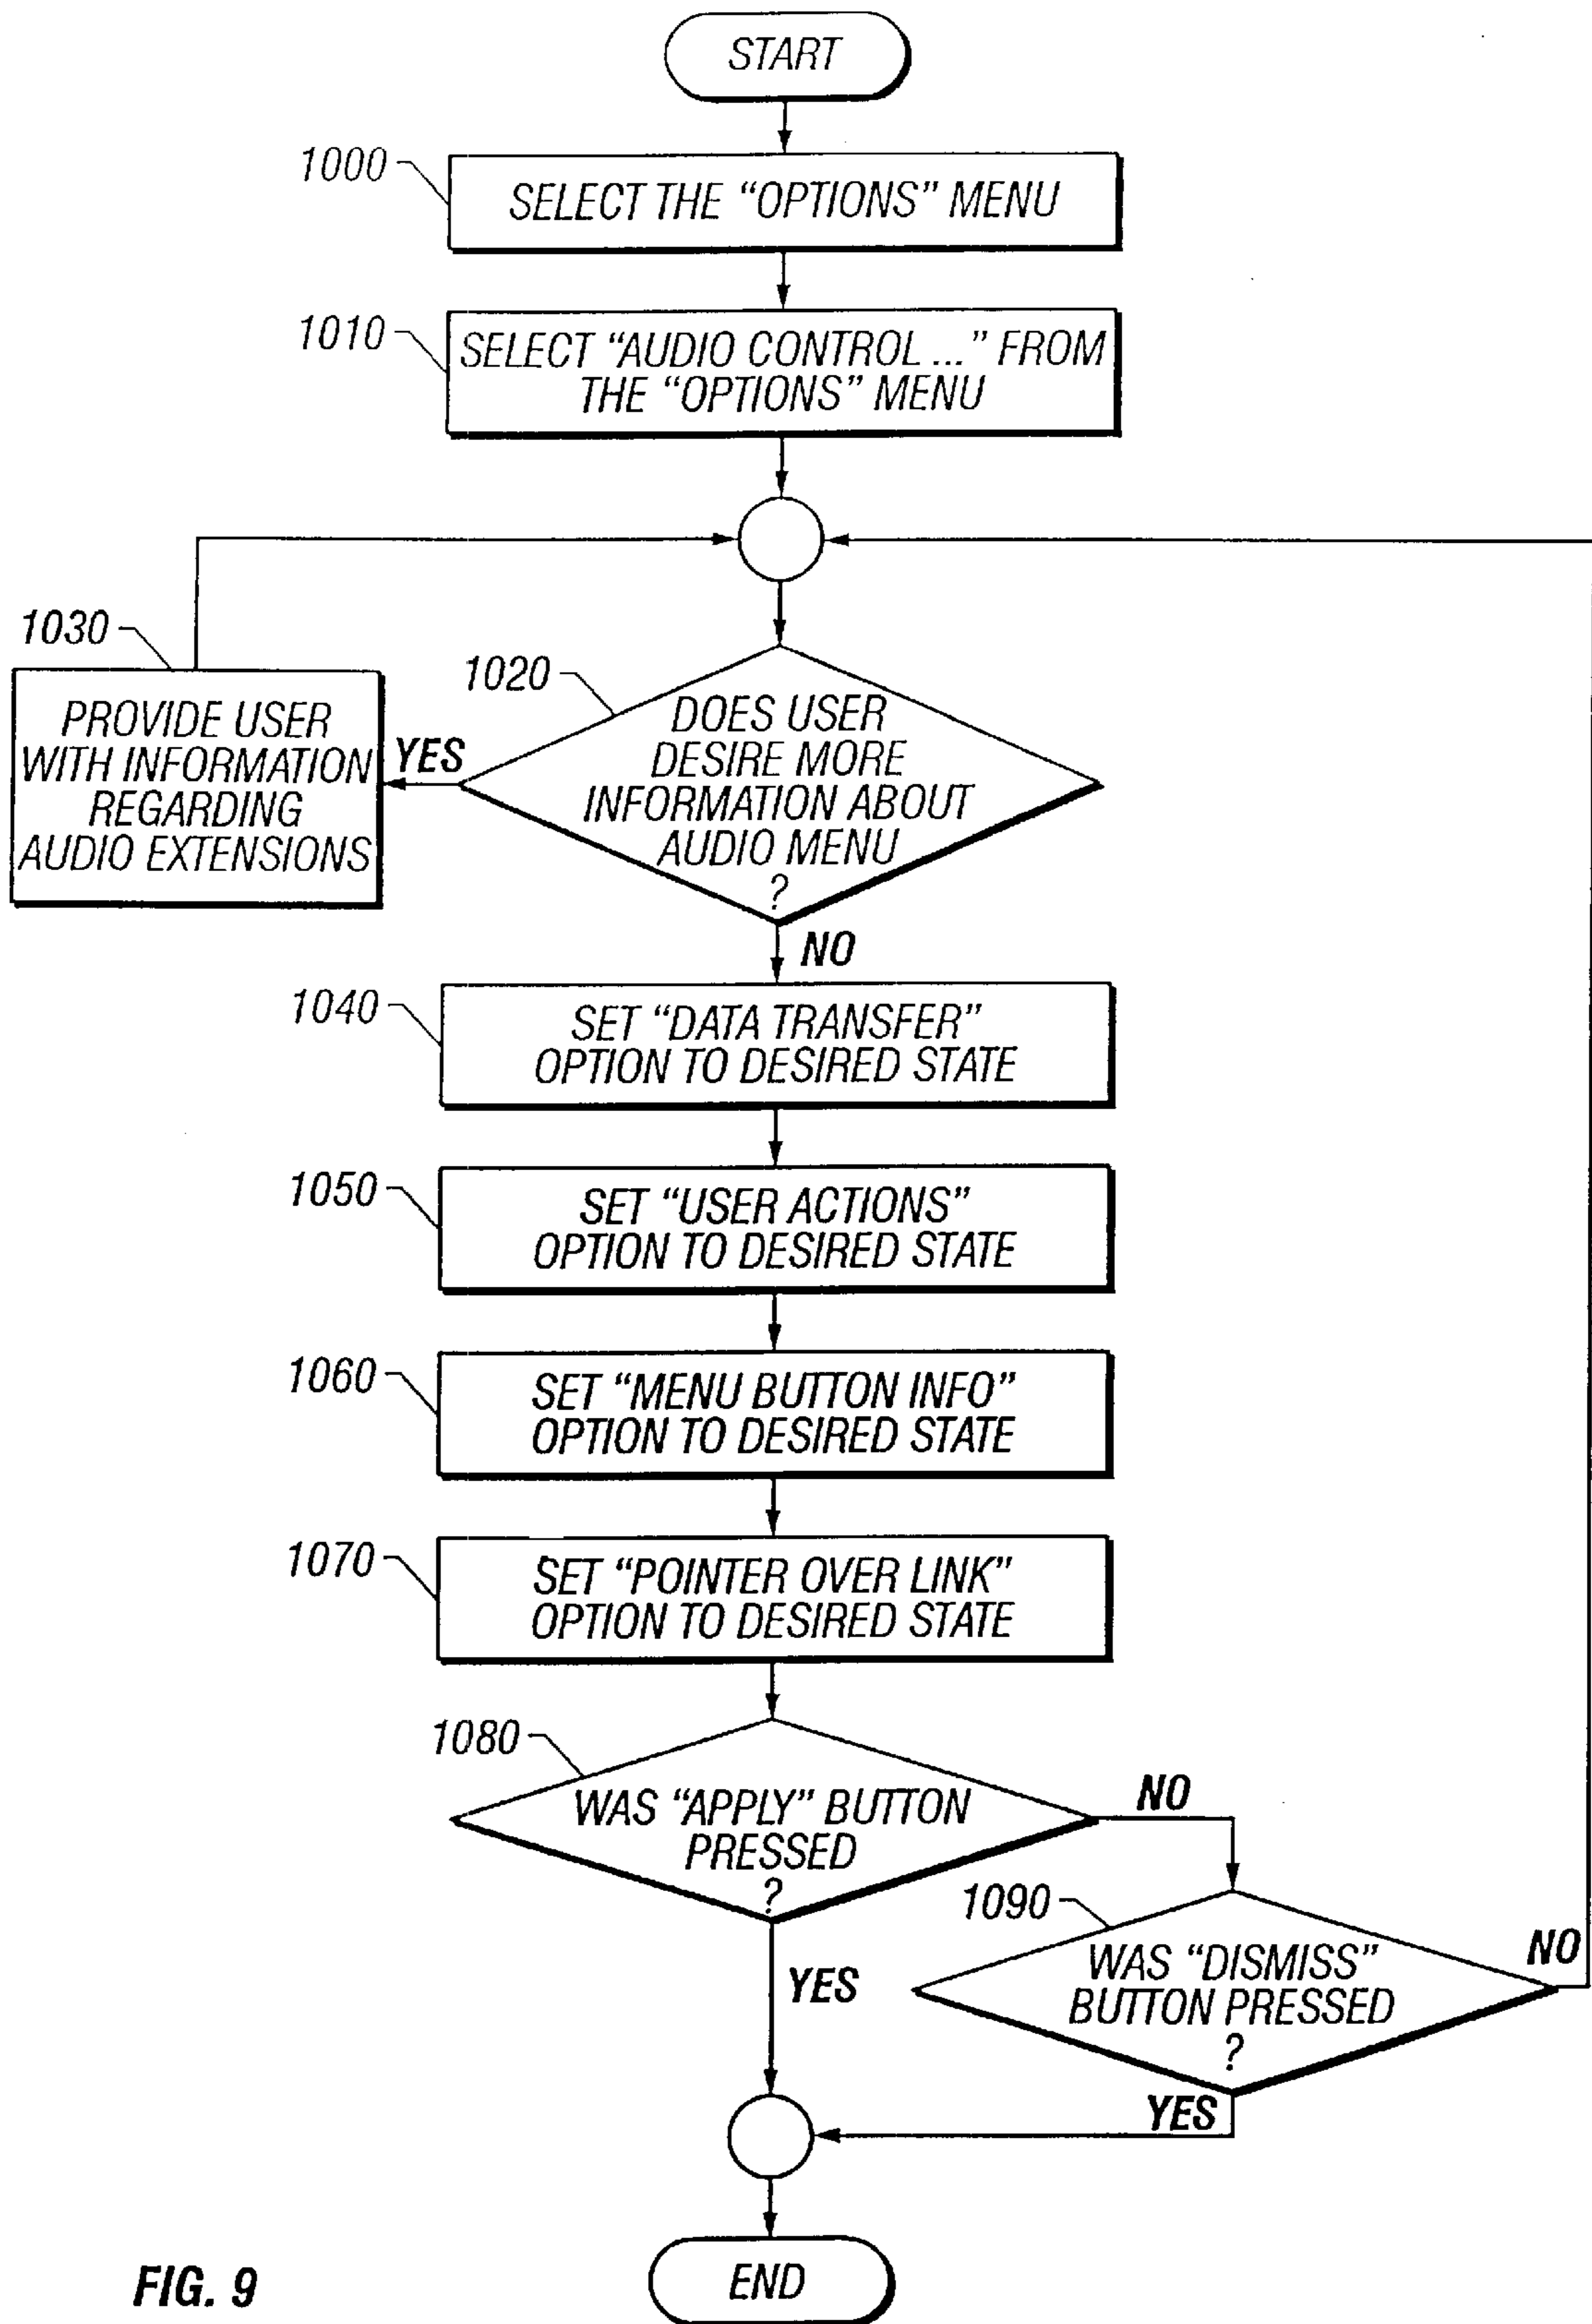 START
1000
SELECT THE “OPTIONS” MENU
1010
SELECT “AUDIO CONTROL ...” FROM
THE “OPTIONS” MENU
1030
PROVIDE USER
WITH INFORMATION
REGARDING
AUDIO EXTENSIONS
YES
1020
DOES USER
DESIRE MORE
INFORMATION ABOUT
AUDIO MENU
?
NO
1040
SET “DATA TRANSFER”
OPTION TO DESIRED STATE
1050
SET “USER ACTIONS”
OPTION TO DESIRED STATE
1060
SET “MENU BUTTON INFO”
OPTION TO DESIRED STATE
1070
SET “POINTER OVER LINK”
OPTION TO DESIRED STATE
1080
WAS “APPLY” BUTTON
PRESSED
?
NO
YES
1090
WAS “DISMISS”
BUTTON PRESSED
?
NO
YES
END
FIG. 9